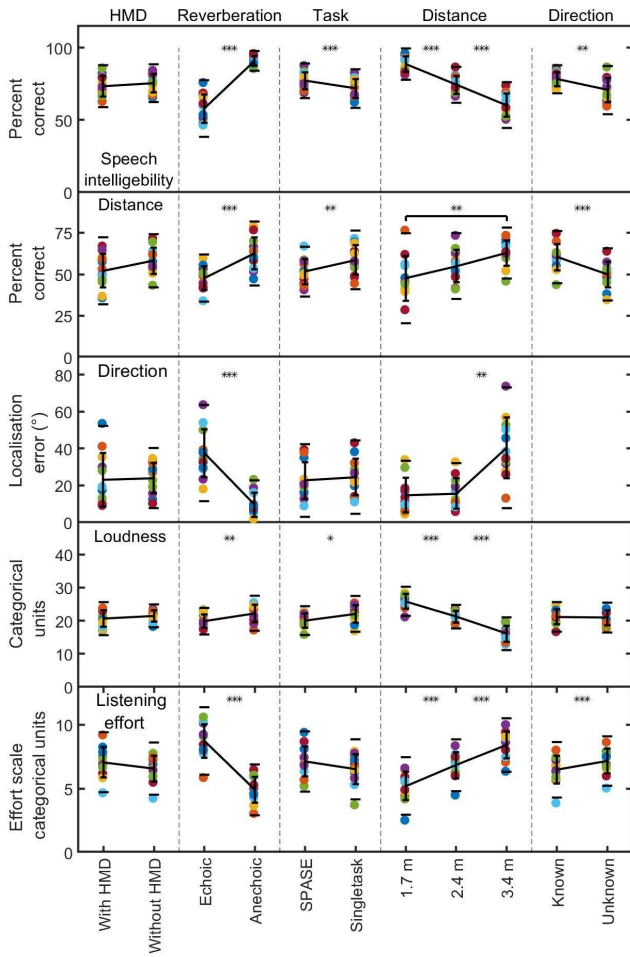 HMD Reverberation Task Distance Direction
Percent correct
100
50
0
*** *** *** *** **
Speech
intelligebility
Percent correct
75
50
25
0
Distance
*** ** ** ***
Localisation error (°)
80
60
40
20
0
Direction
*** **
Categorical units
40
30
20
10
0
Loudness
** * *** ***
Effort scale categorical units
10
5
0
Listening
effort
*** *** *** ***
With HMD
Without HMD
Echoic
Anechoic
SPASE
Singletask
1.7 m
2.4 m
3.4 m
Known
Unknown